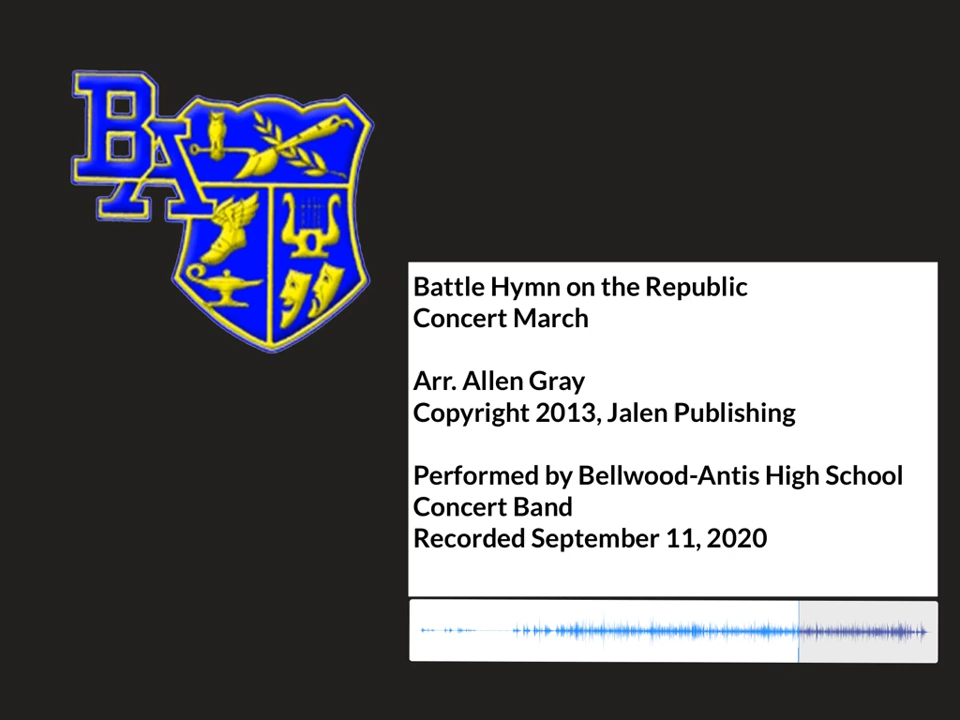 BA
Battle Hymn on the Republic
Concert March
Arr. Allen Gray
Copyright 2013, Jalen Publishing
Performed by Bellwood-Antis High School
Concert Band
Recorded September 11, 2020